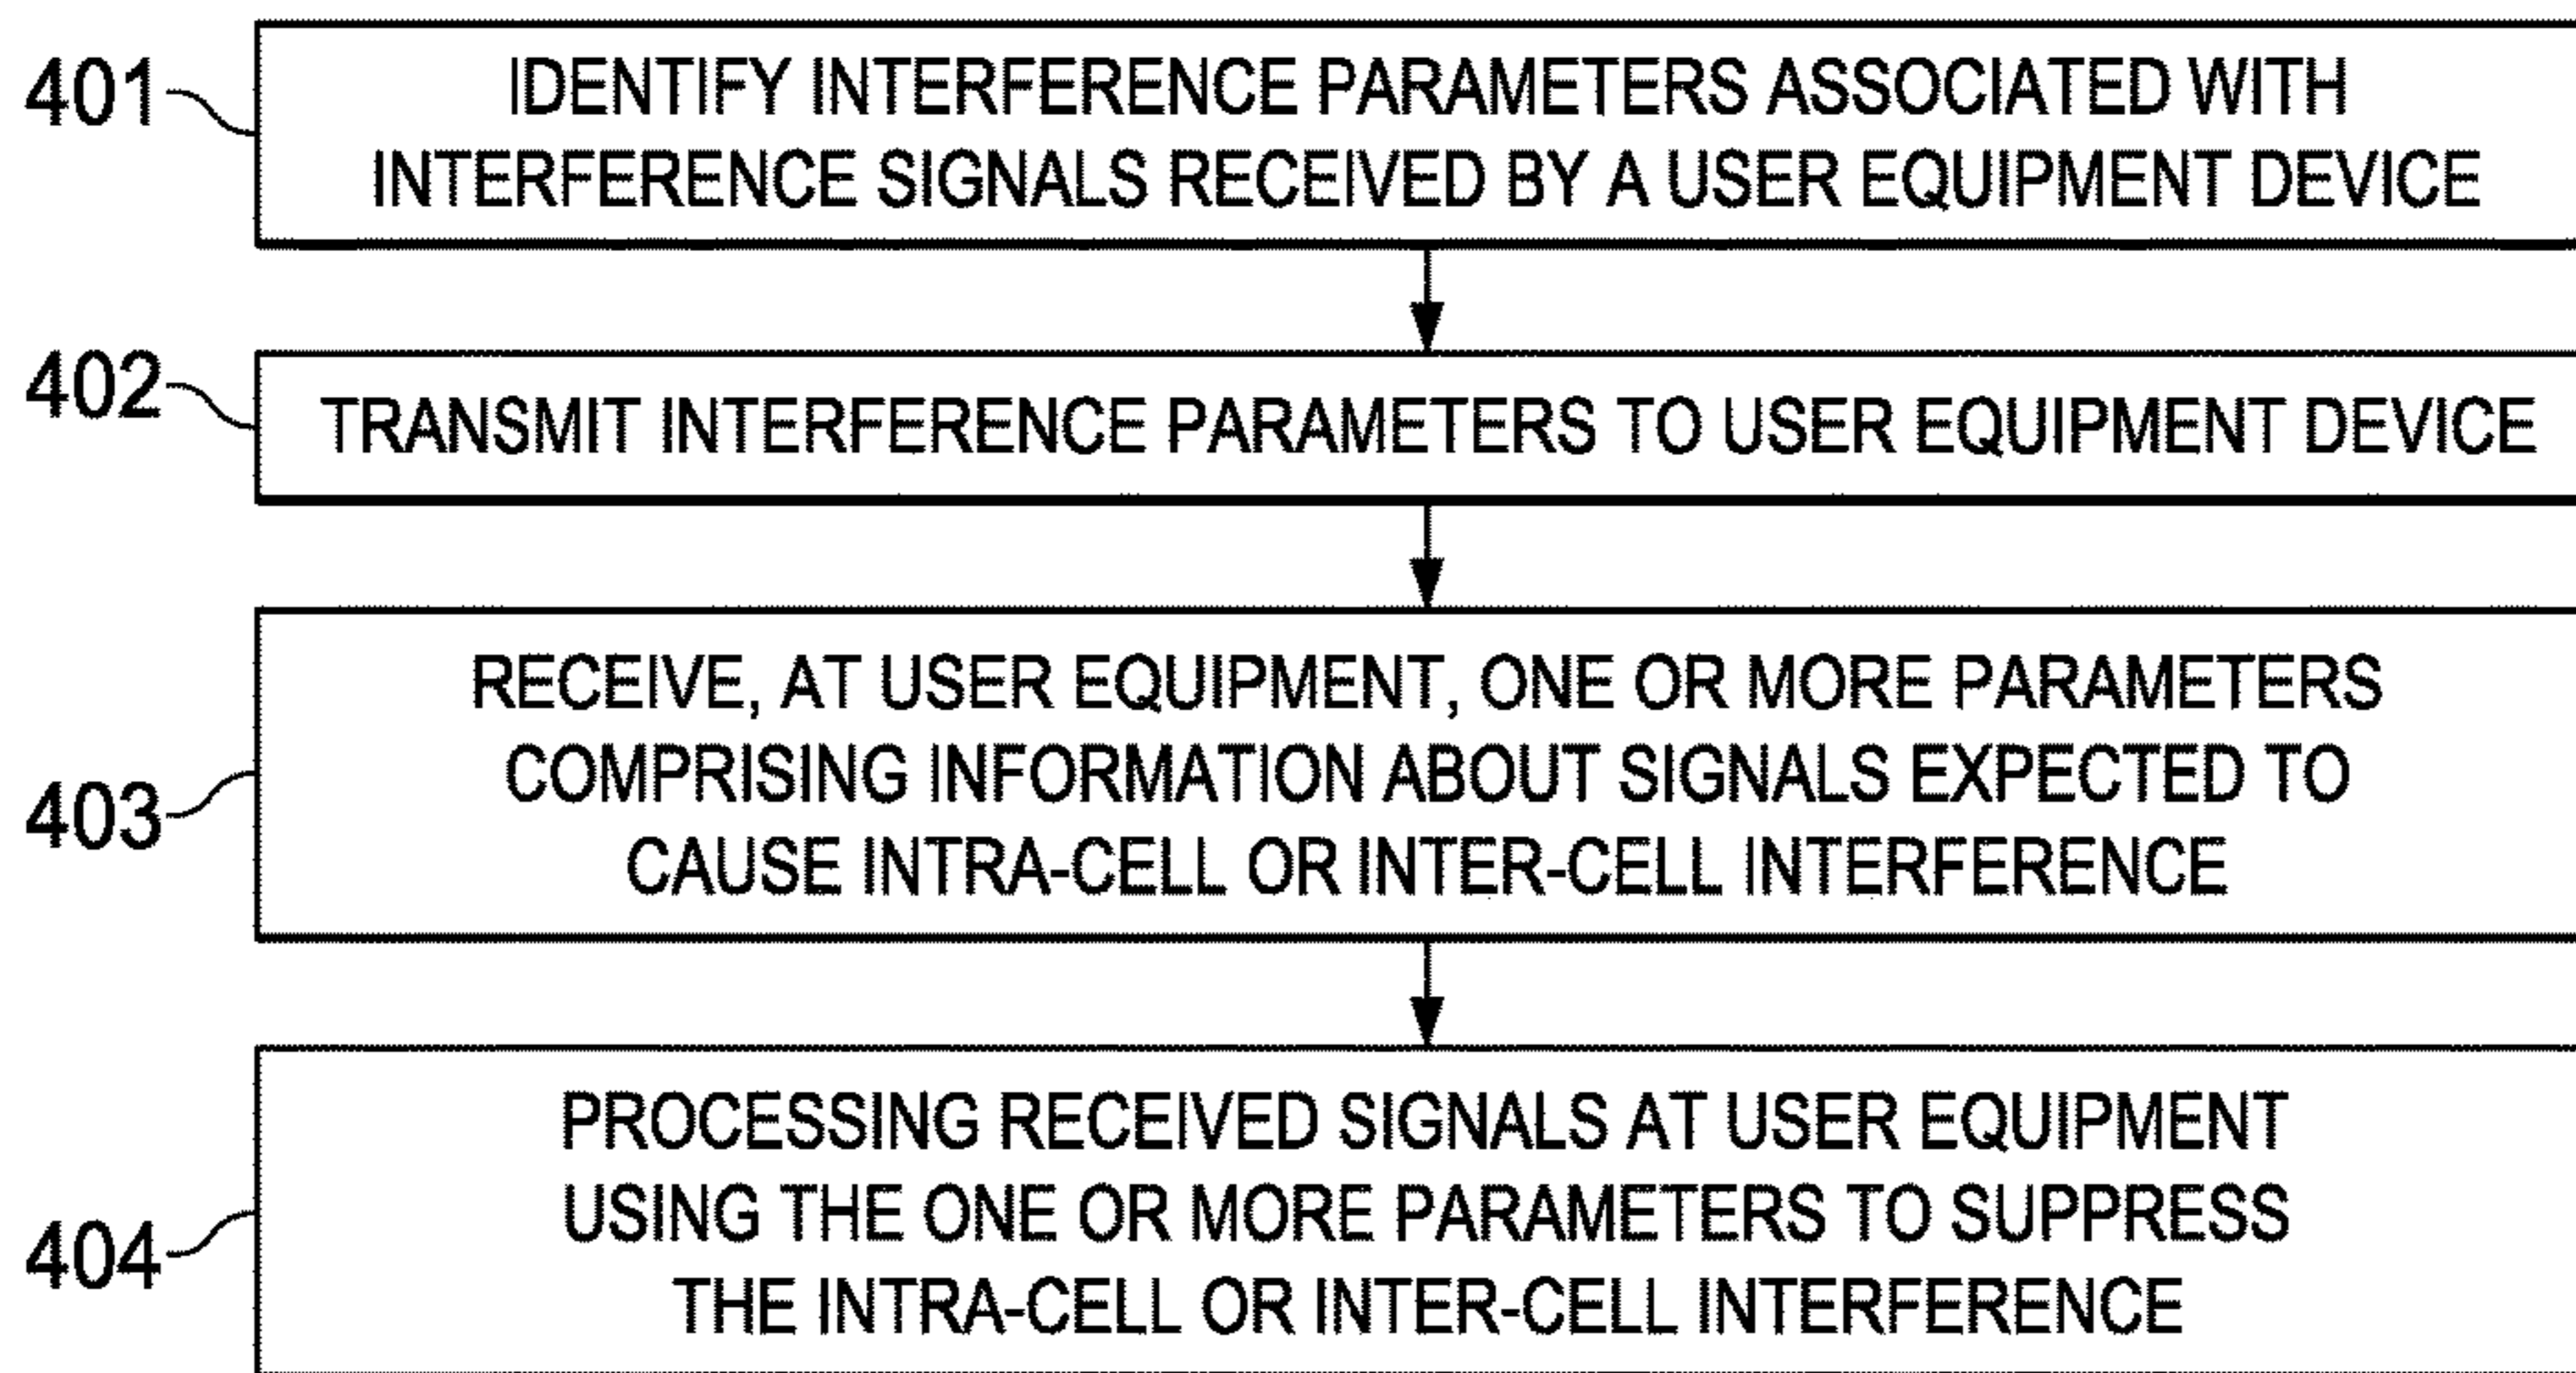 401
IDENTIFY INTERFERENCE PARAMETERS ASSOCIATED WITH
INTERFERENCE SIGNALS RECEIVED BY A USER EQUIPMENT DEVICE
402
TRANSMIT INTERFERENCE PARAMETERS TO USER EQUIPMENT DEVICE
403
RECEIVE, AT USER EQUIPMENT, ONE OR MORE PARAMETERS
COMPRISING INFORMATION ABOUT SIGNALS EXPECTED TO
CAUSE INTRA-CELL OR INTER-CELL INTERFERENCE
404
PROCESSING RECEIVED SIGNALS AT USER EQUIPMENT
USING THE ONE OR MORE PARAMETERS TO SUPPRESS
THE INTRA-CELL OR INTER-CELL INTERFERENCE